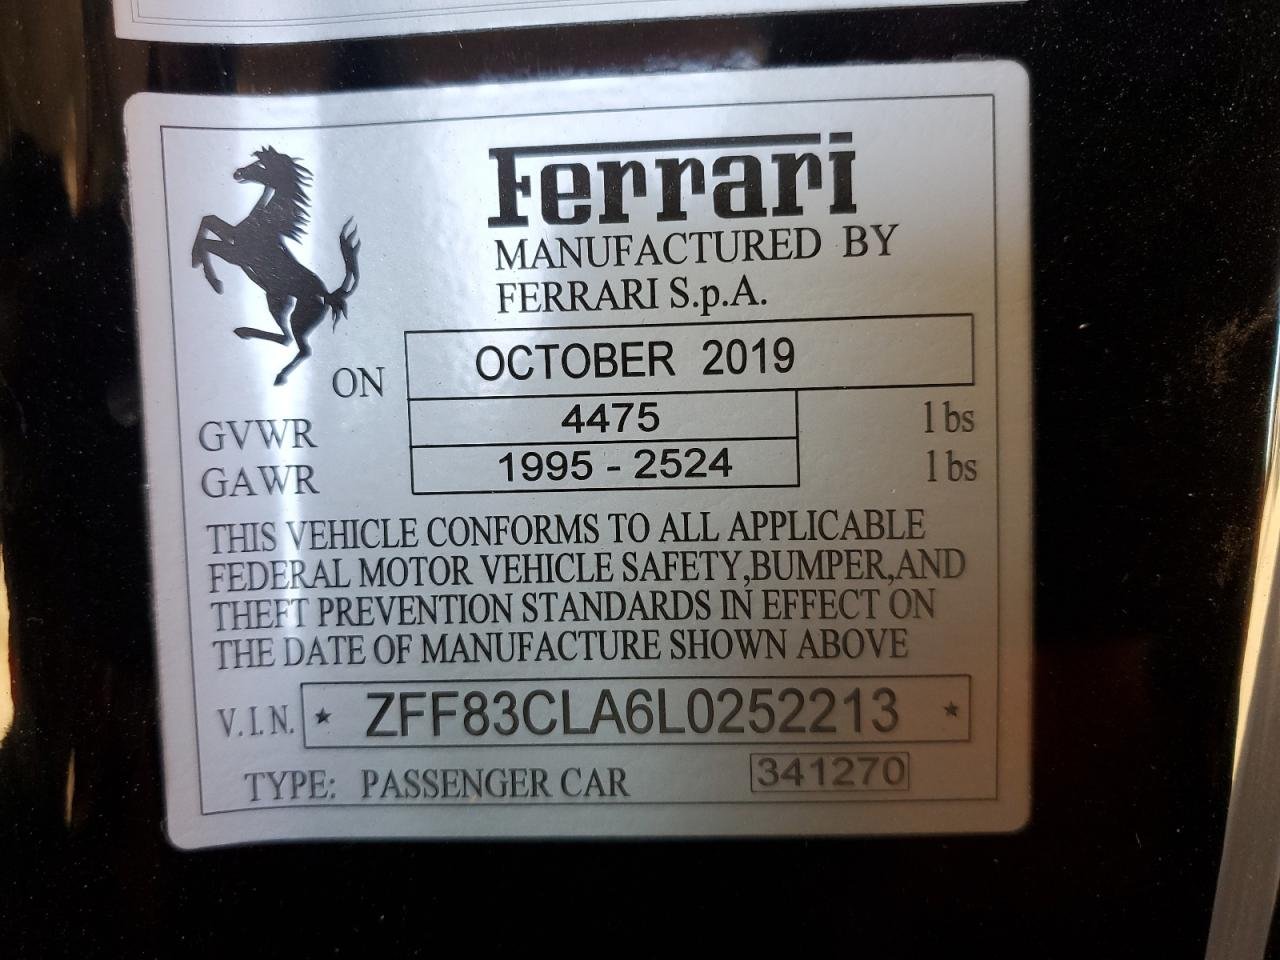 Ferrari
MANUFACTURED BY
FERRARI S.p.A.
ON OCTOBER 2019
GVWR 4475 lbs
GAWR 1995 - 2524 lbs
THIS VEHICLE CONFORMS TO ALL APPLICABLE
FEDERAL MOTOR VEHICLE SAFETY,BUMPER,AND
THEFT PREVENTION STANDARDS IN EFFECT ON
THE DATE OF MANUFACTURE SHOWN ABOVE
V.I.N. ★ ZFF83CLA6L0252213 ★
TYPE: PASSENGER CAR 341270